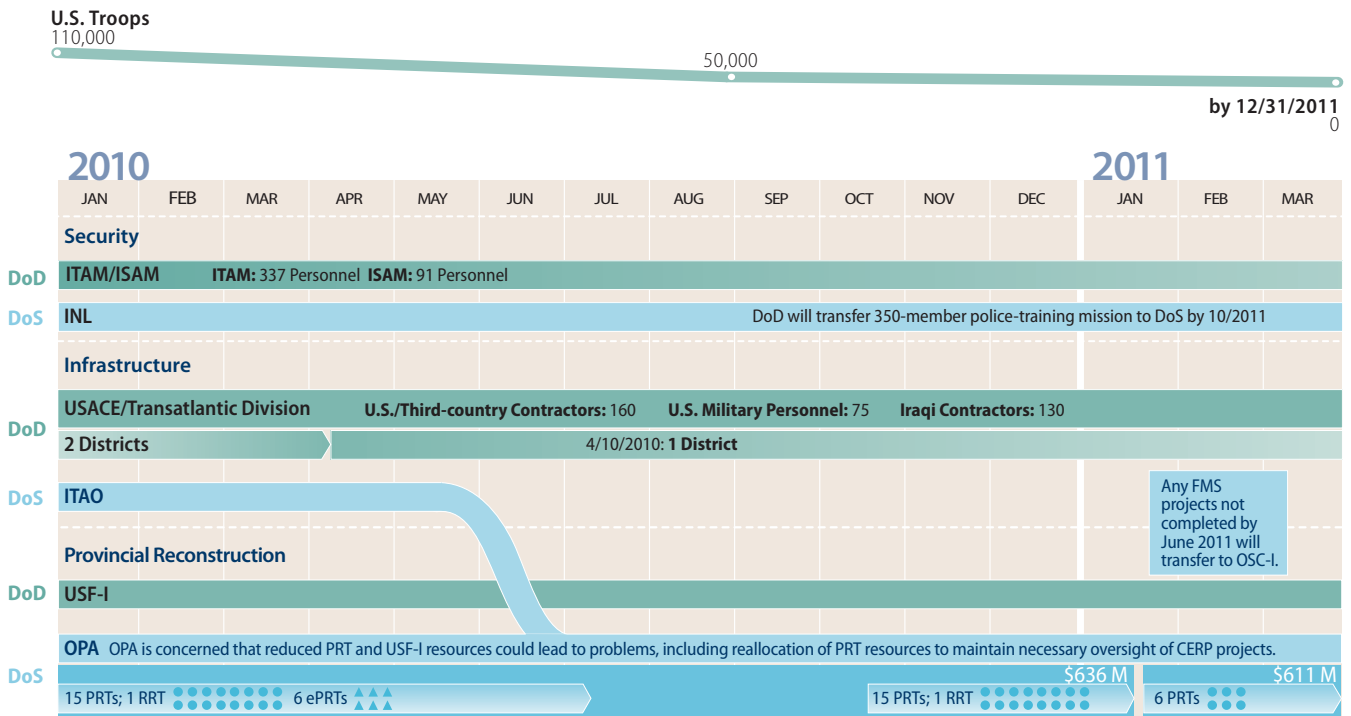 U.S. Troops
110,000
50,000
by 12/31/2011
0
2010 2011
JAN FEB MAR APR MAY JUN JUL AUG SEP OCT NOV DEC JAN FEB MAR
Security
DoD ITAM/ISAM ITAM: 337 Personnel ISAM: 91 Personnel
DoS INL DoD will transfer 350-member police-training mission to DoS by 10/2011
Infrastructure
DoD
USACE/Transatlantic Division U.S./Third-country Contractors: 160 U.S. Military Personnel: 75 Iraqi Contractors: 130
2 Districts 4/10/2010: 1 District
DoS ITAO
Any FMS
projects not
completed by
June 2011 will
transfer to OSC-I.
Provincial Reconstruction
DoD USF-I
DoS
OPA OPA is concerned that reduced PRT and USF-I resources could lead to problems, including reallocation of PRT resources to maintain necessary oversight of CERP projects.
$636 M $611 M
15 PRTs; 1 RRT 6 ePRTs 15 PRTs; 1 RRT 6 PRTs